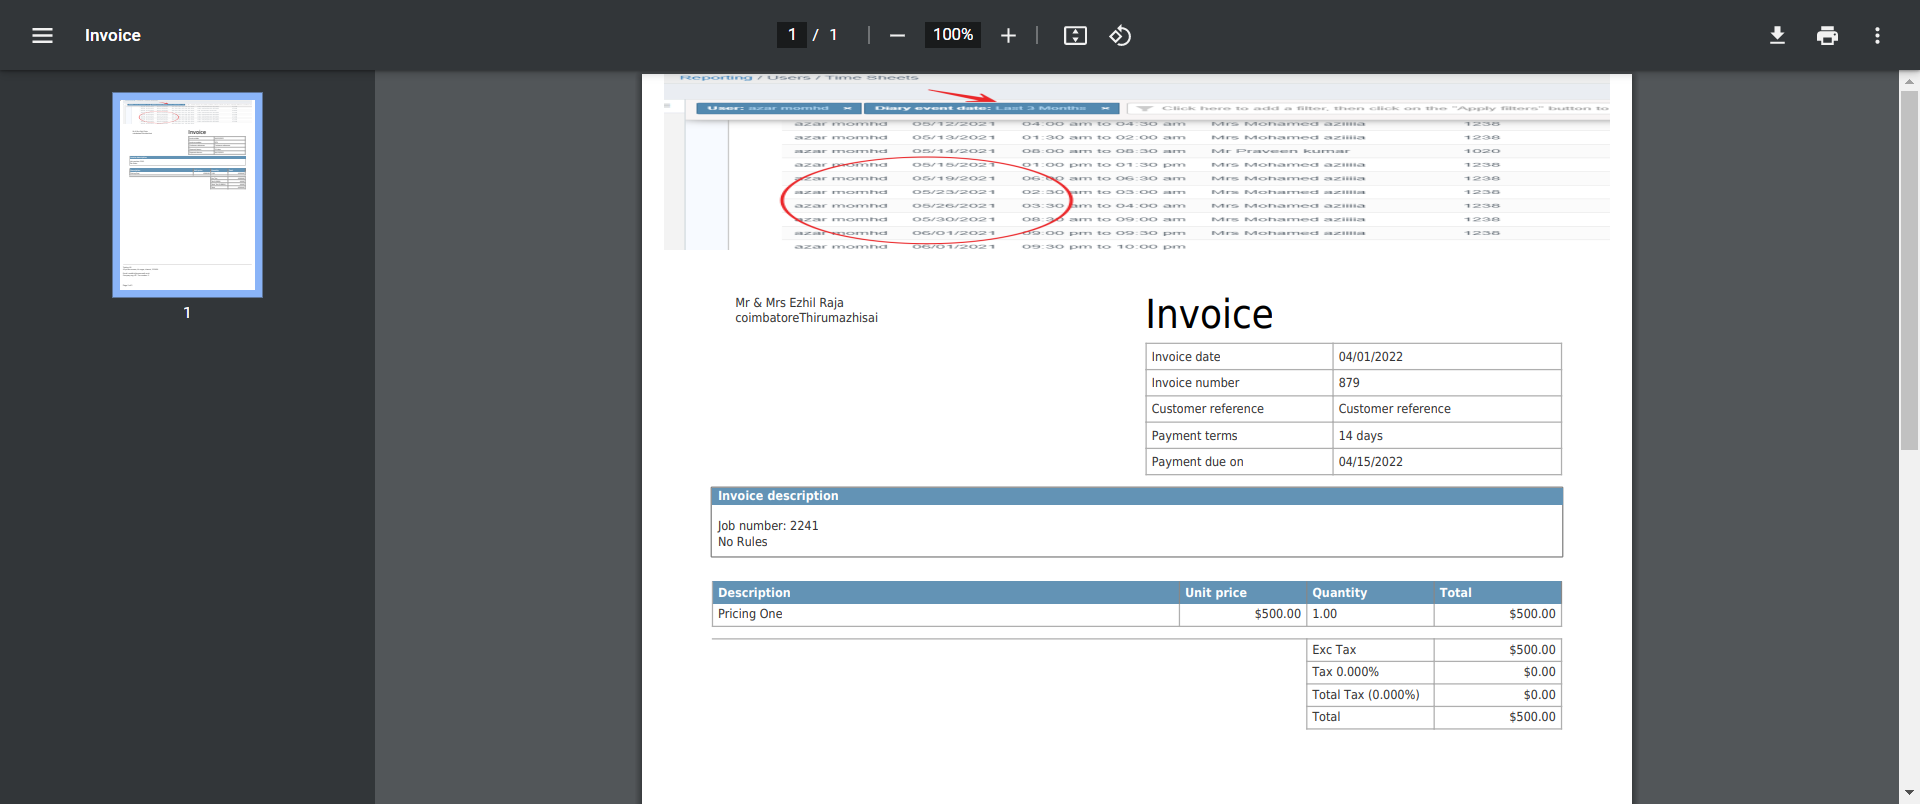 Invoice
1 / 1
100%
1
Reporting / Users / Time Sheets
User: azar momhd × Diary event date: Last 3 Months × Click here to add a filter, then click on the "Apply filters" button to
azar momhd 05/12/2021 04:00 am to 04:30 am Mrs Mohamed aziiiia 1238
azar momhd 05/13/2021 01:30 am to 02:00 am Mrs Mohamed aziiiia 1238
azar momhd 05/14/2021 08:00 am to 08:30 am Mr Praveen kumar 1020
azar momhd 05/15/2021 01:00 pm to 01:30 pm Mrs Mohamed aziiiia 1238
azar momhd 05/19/2021 06:00 am to 06:30 am Mrs Mohamed aziiiia 1238
azar momhd 05/23/2021 02:30 am to 03:00 am Mrs Mohamed aziiiia 1238
azar momhd 05/26/2021 03:30 am to 04:00 am Mrs Mohamed aziiiia 1238
azar momhd 05/30/2021 08:30 am to 09:00 am Mrs Mohamed aziiiia 1238
azar momhd 06/01/2021 09:00 pm to 09:30 pm Mrs Mohamed aziiiia 1238
azar momhd 06/01/2021 09:30 pm to 10:00 pm
Mr & Mrs Ezhil Raja
coimbatoreThirumazhisai
Invoice
Invoice date 04/01/2022
Invoice number 879
Customer reference Customer reference
Payment terms 14 days
Payment due on 04/15/2022
Invoice description
Job number: 2241
No Rules
Description Unit price Quantity Total
Pricing One $500.00 1.00 $500.00
Exc Tax $500.00
Tax 0.000% $0.00
Total Tax (0.000%) $0.00
Total $500.00